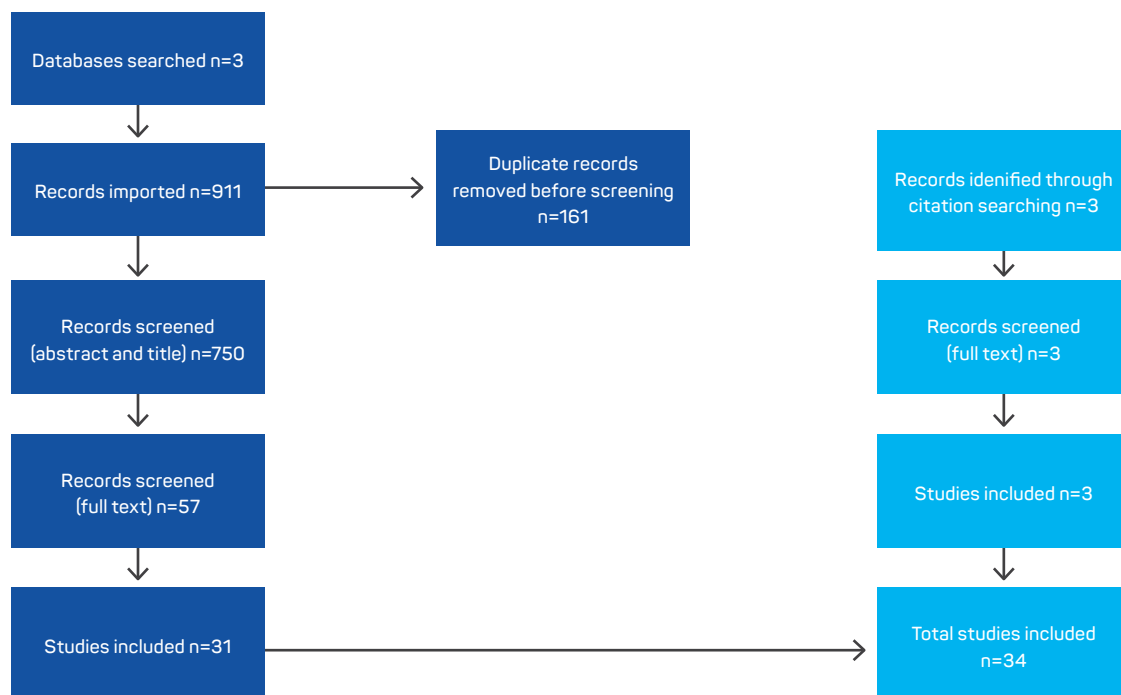 Databases searched n=3
Records imported n=911
Duplicate records
removed before screening
n=161
Records screened
(abstract and title) n=750
Records screened
(full text) n=57
Studies included n=31
Records idenified through
citation searching n=3
Records screened
(full text) n=3
Studies included n=3
Total studies included
n=34